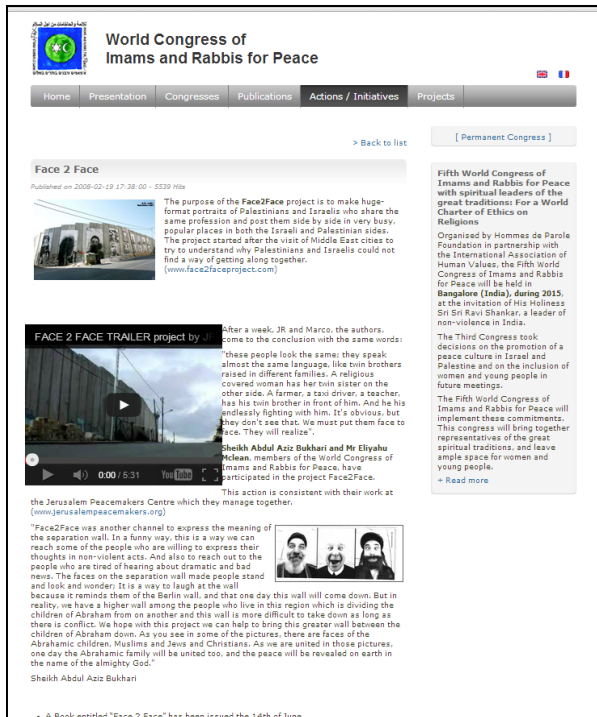 World Congress of
Imams and Rabbis for Peace
Home Presentation Congresses Publications Actions / Initiatives Projects
> Back to list
[ Permanent Congress ]
Face 2 Face
Published on 2008-02-19 17:38:00 - 5539 Hits
The purpose of the Face2Face project is to make huge-
format portraits of Palestinians and Israelis who share the
same profession and post them side by side in very busy,
popular places in both the Israeli and Palestinian sides.
The project started after the visit of Middle East cities to
try to understand why Palestinians and Israelis could not
find a way of getting along together.
(www.face2faceproject.com)
FACE 2 FACE TRAILER project by J
0:00 / 5:31 YouTube
After a week, JR and Marco, the authors,
come to the conclusion with the same words:
"these people look the same; they speak
almost the same language, like twin brothers
raised in different families. A religious
covered woman has her twin sister on the
other side. A farmer, a taxi driver, a teacher,
has his twin brother in front of him. And he his
endlessly fighting with him. It's obvious, but
they don't see that. We must put them face to
face. They will realize".
Sheikh Abdul Aziz Bukhari and Mr Eliyahu
Mclean, members of the World Congress of
Imams and Rabbis for Peace, have
participated in the project Face2Face.
This action is consistent with their work at
the Jerusalem Peacemakers Centre which they manage together.
(www.jerusalempeacemakers.org)
"Face2Face was another channel to express the meaning of
the separation wall. In a funny way, this is a way we can
reach some of the people who are willing to express their
thoughts in non-violent acts. And also to reach out to the
people who are tired of hearing about dramatic and bad
news. The faces on the separation wall made people stand
and look and wonder; It is a way to laugh at the wall
because it reminds them of the Berlin wall, and that one day this wall will come down. But in
reality, we have a higher wall among the people who live in this region which is dividing the
children of Abraham from on another and this wall is more difficult to take down as long as
there is conflict. We hope with this project we can help to bring this greater wall between the
children of Abraham down. As you see in some of the pictures, there are faces of the
Abrahamic children, Muslims and Jews and Christians. As we are united in those pictures,
one day the Abrahamic family will be united too, and the peace will be revealed on earth in
the name of the almighty God."
Sheikh Abdul Aziz Bukhari
A Book entitled "Face 2 Face" has been issued the 14th of June
Fifth World Congress of
Imams and Rabbis for Peace
with spiritual leaders of the
great traditions: For a World
Charter of Ethics on
Religions
Organised by Hommes de Parole
Foundation in partnership with
the International Association of
Human Values, the Fifth World
Congress of Imams and Rabbis
for Peace will be held in
Bangalore (India), during 2015,
at the invitation of His Holiness
Sri Sri Ravi Shankar, a leader of
non-violence in India.
The Third Congress took
decisions on the promotion of a
peace culture in Israel and
Palestine and on the inclusion of
women and young people in
future meetings.
The Fifth World Congress of
Imams and Rabbis for Peace will
implement these commitments.
This congress will bring together
representatives of the great
spiritual traditions, and leave
ample space for women and
young people.
+ Read more